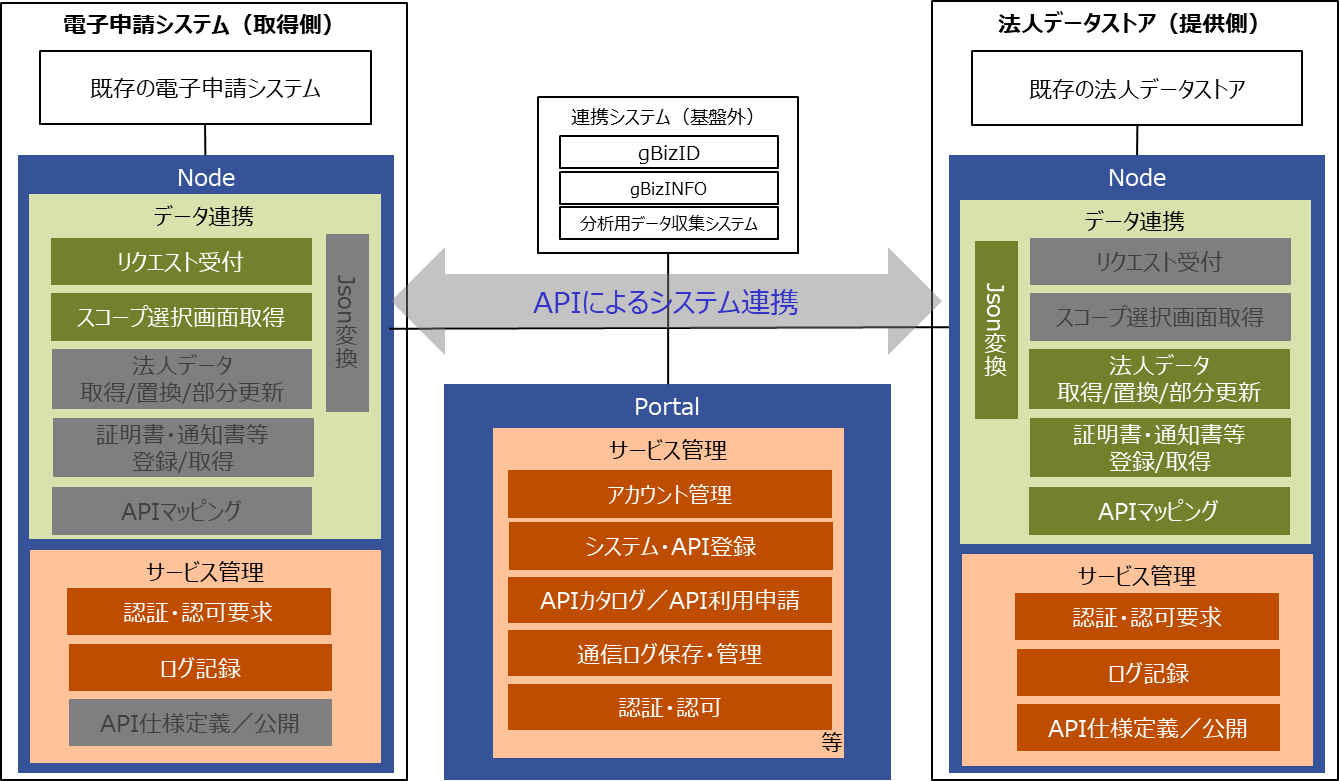 電子申請システム（取得側）
既存の電子申請システム
Node
データ連携
リクエスト受付
スコープ選択画面取得
法人データ
取得/置換/部分更新
証明書・通知書等
登録/取得
APIマッピング
Json変換
サービス管理
認証・認可要求
ログ記録
API仕様定義／公開
連携システム（基盤外）
gBizID
gBizINFO
分析用データ収集システム
APIによるシステム連携
Portal
サービス管理
アカウント管理
システム・API登録
APIカタログ／API利用申請
通信ログ保存・管理
認証・認可
等
法人データストア（提供側）
既存の法人データストア
Node
データ連携
Json変換
リクエスト受付
スコープ選択画面取得
法人データ
取得/置換/部分更新
証明書・通知書等
登録/取得
APIマッピング
サービス管理
認証・認可要求
ログ記録
API仕様定義／公開